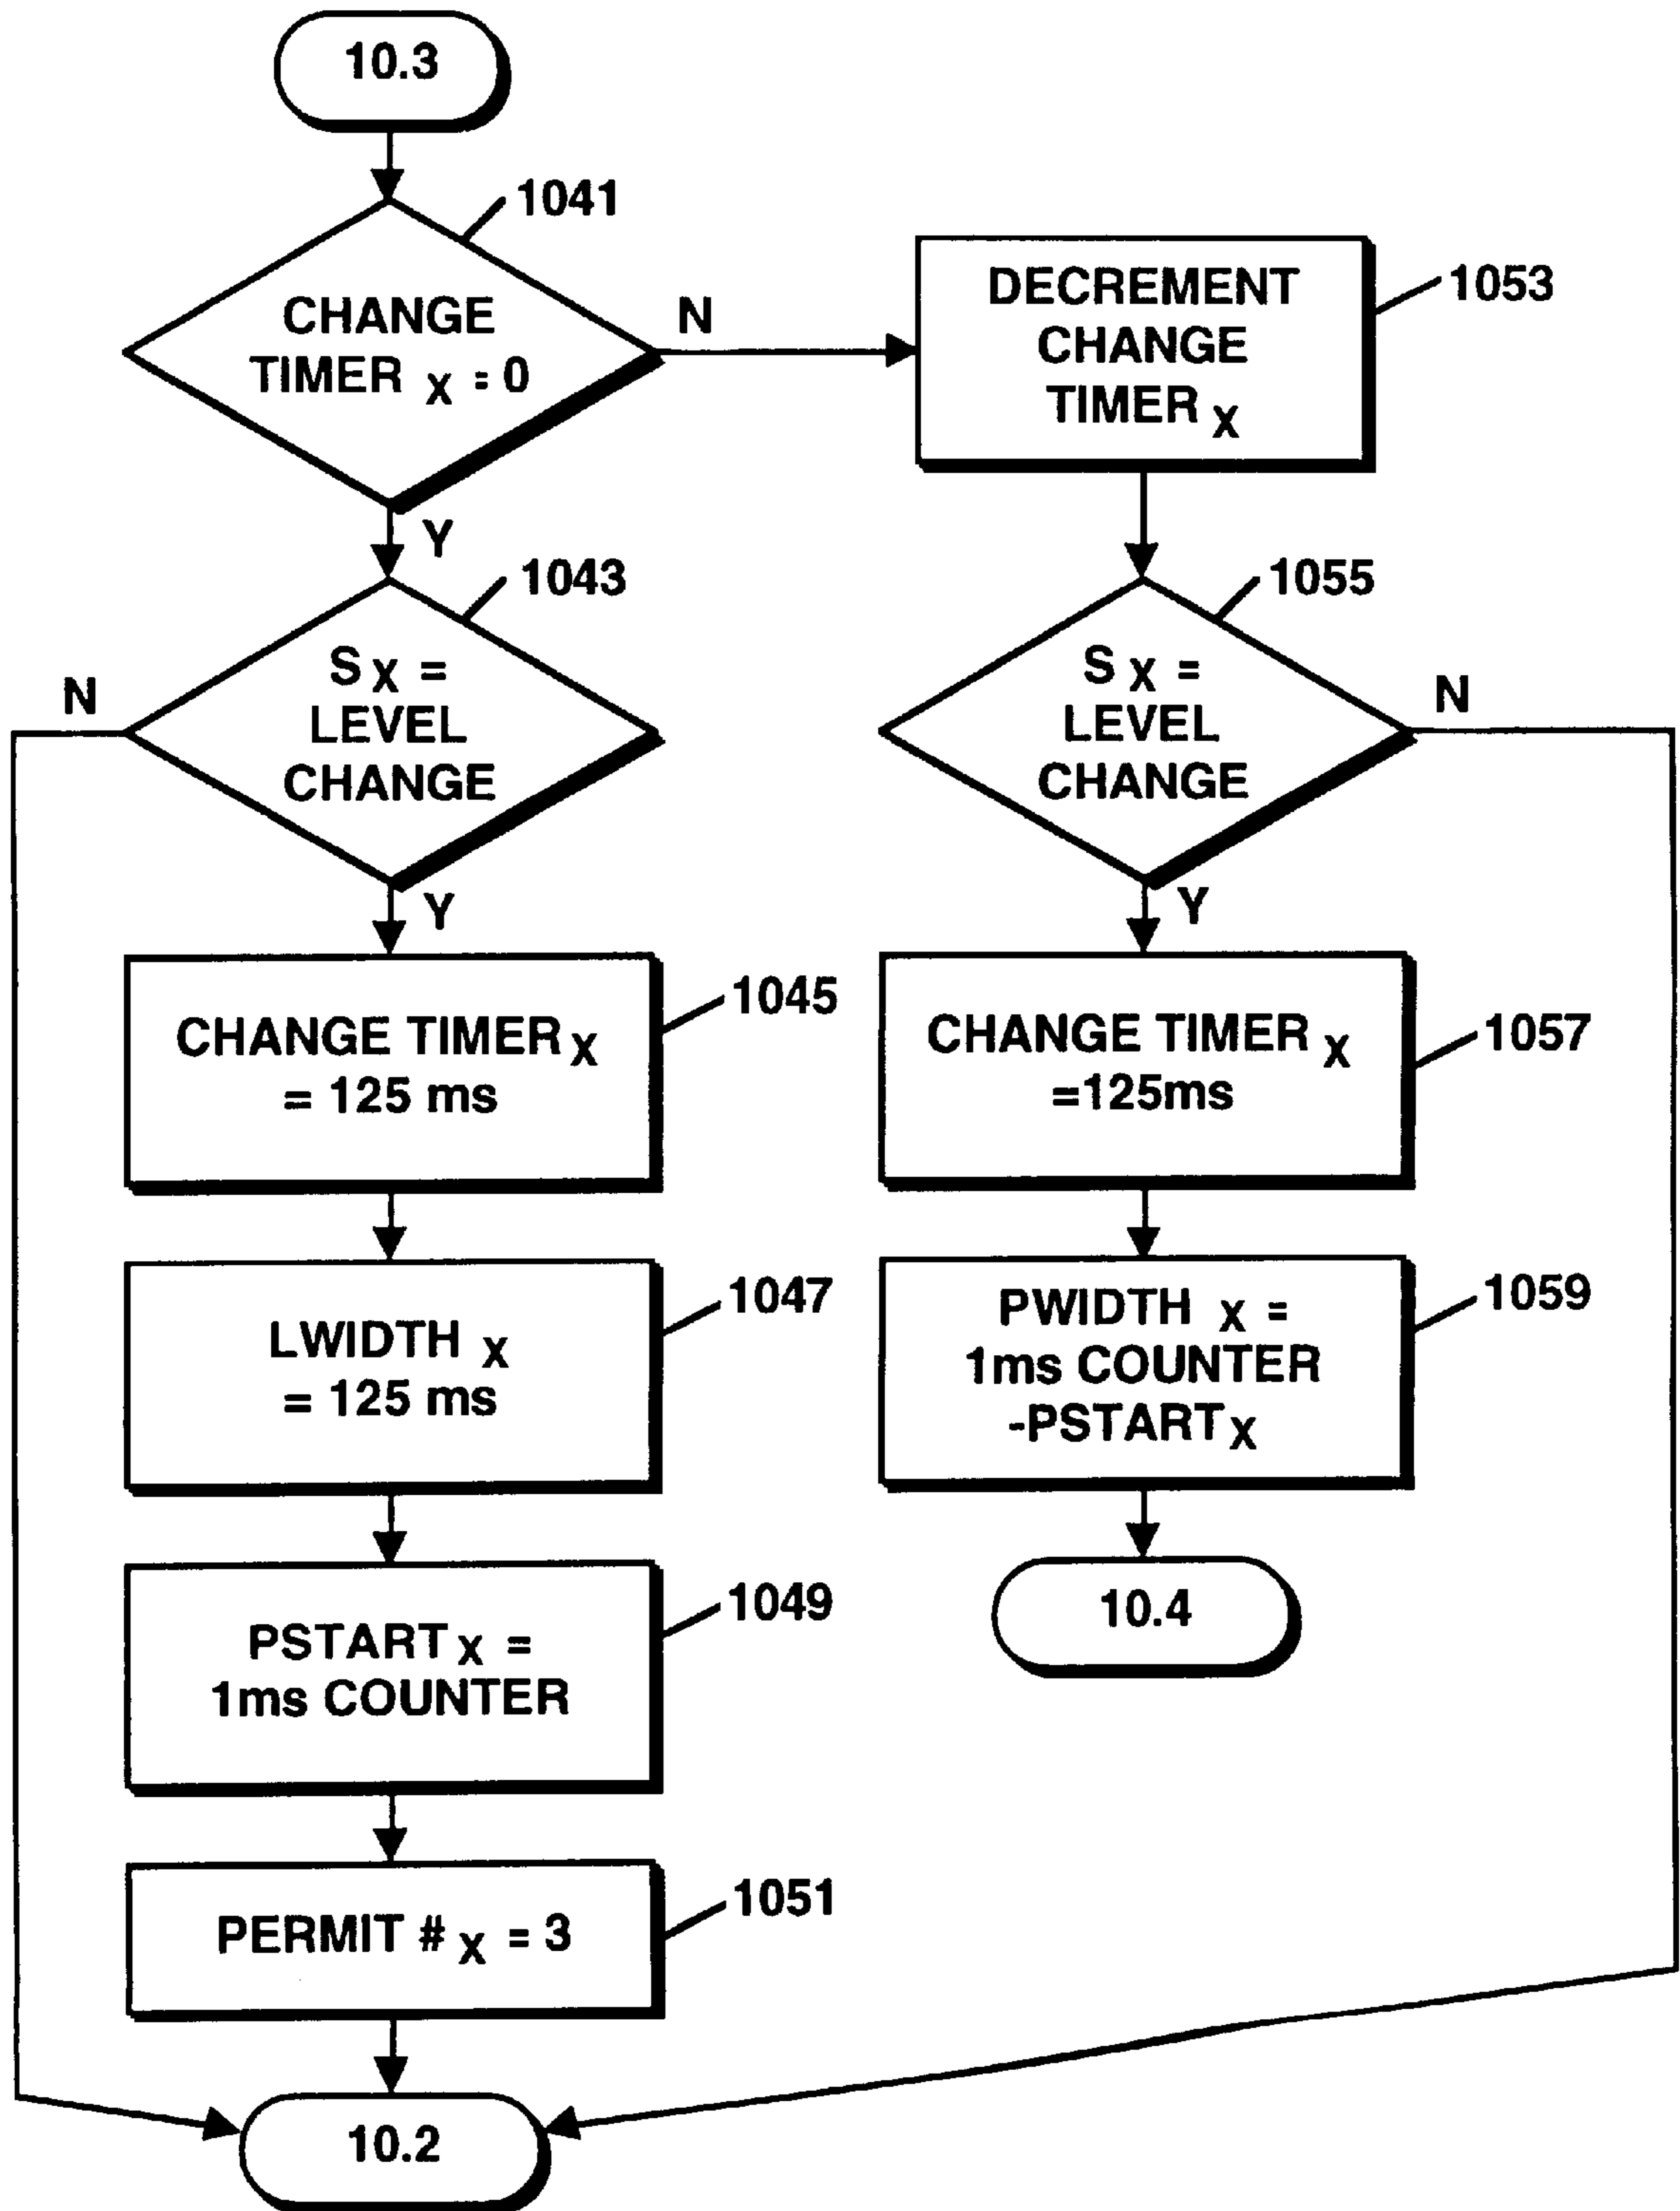 10.3
1041
CHANGE
TIMER X = 0
N
Y
DECREMENT
CHANGE
TIMER X
1053
1043
S X =
LEVEL
CHANGE
N
Y
1055
S X =
LEVEL
CHANGE
N
Y
1045
CHANGE TIMER X
= 125 ms
1057
CHANGE TIMER X
=125ms
1047
LWIDTH X
= 125 ms
1059
PWIDTH X =
1ms COUNTER
-PSTART X
1049
PSTART X =
1ms COUNTER
10.4
1051
PERMIT # X = 3
10.2